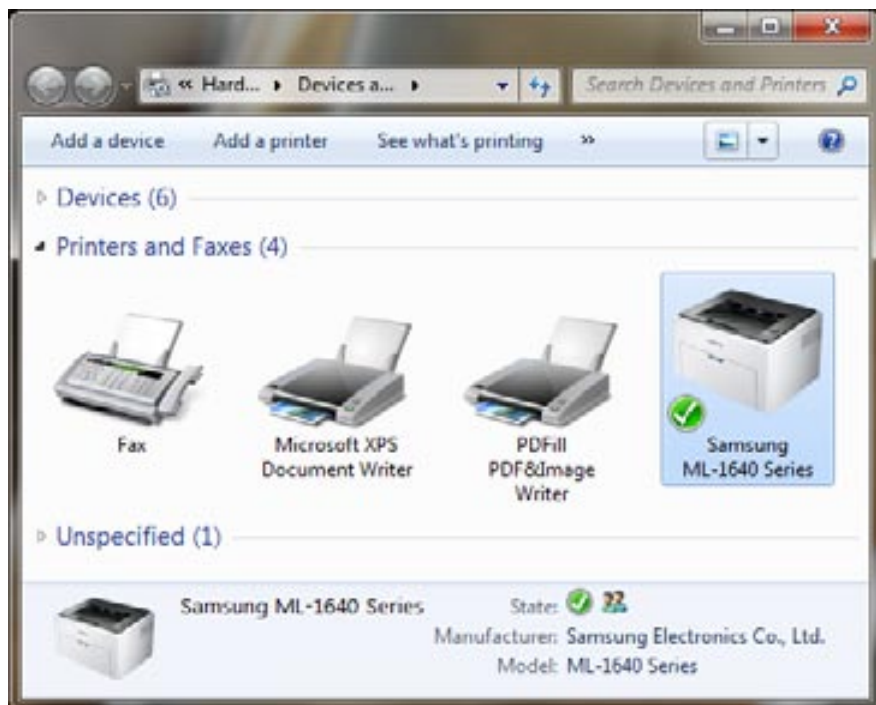 « Hard... Devices a... Search Devices and Printers
Add a device Add a printer See what's printing »
Devices (6)
Printers and Faxes (4)
Fax
Microsoft XPS
Document Writer
PDFill
PDF&Image
Writer
Samsung
ML-1640 Series
Unspecified (1)
Samsung ML-1640 Series State:
Manufacturer: Samsung Electronics Co., Ltd.
Model: ML-1640 Series